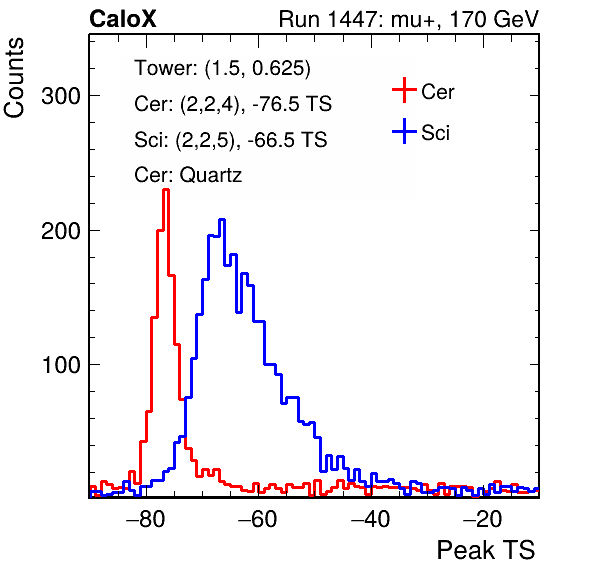 CaloX Run 1447: mu+, 170 GeV
Counts
Tower: (1.5, 0.625)
Cer: (2,2,4), -76.5 TS
Sci: (2,2,5), -66.5 TS
Cer: Quartz
Cer
Sci
300
200
100
−80 −60 −40 −20
Peak TS